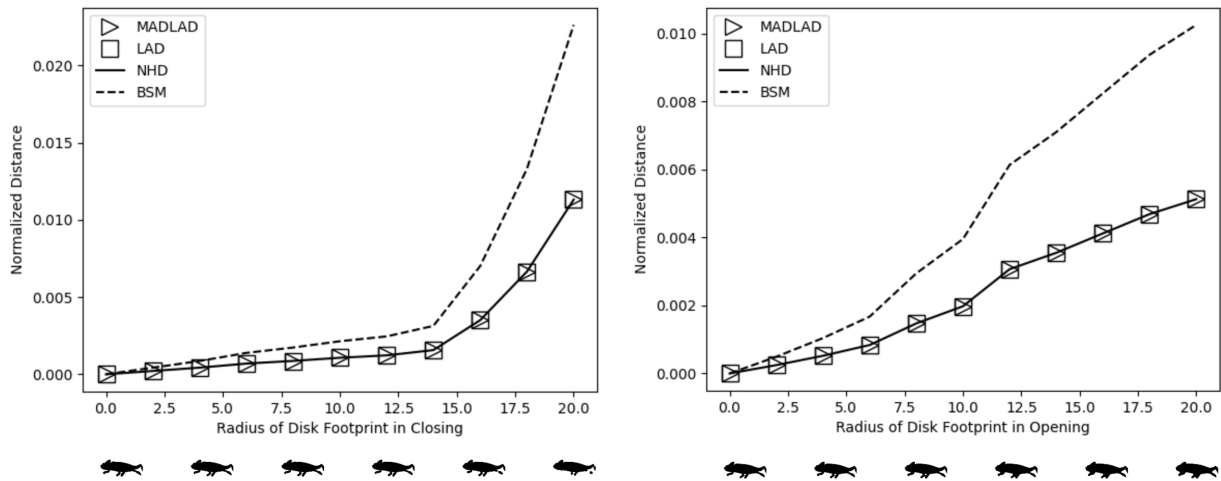 MADLAD
LAD
NHD
BSM
0.020
0.015
0.010
0.005
0.000
Normalized Distance
0.0 2.5 5.0 7.5 10.0 12.5 15.0 17.5 20.0
Radius of Disk Footprint in Closing
MADLAD
LAD
NHD
BSM
0.010
0.008
0.006
0.004
0.002
0.000
Normalized Distance
0.0 2.5 5.0 7.5 10.0 12.5 15.0 17.5 20.0
Radius of Disk Footprint in Opening